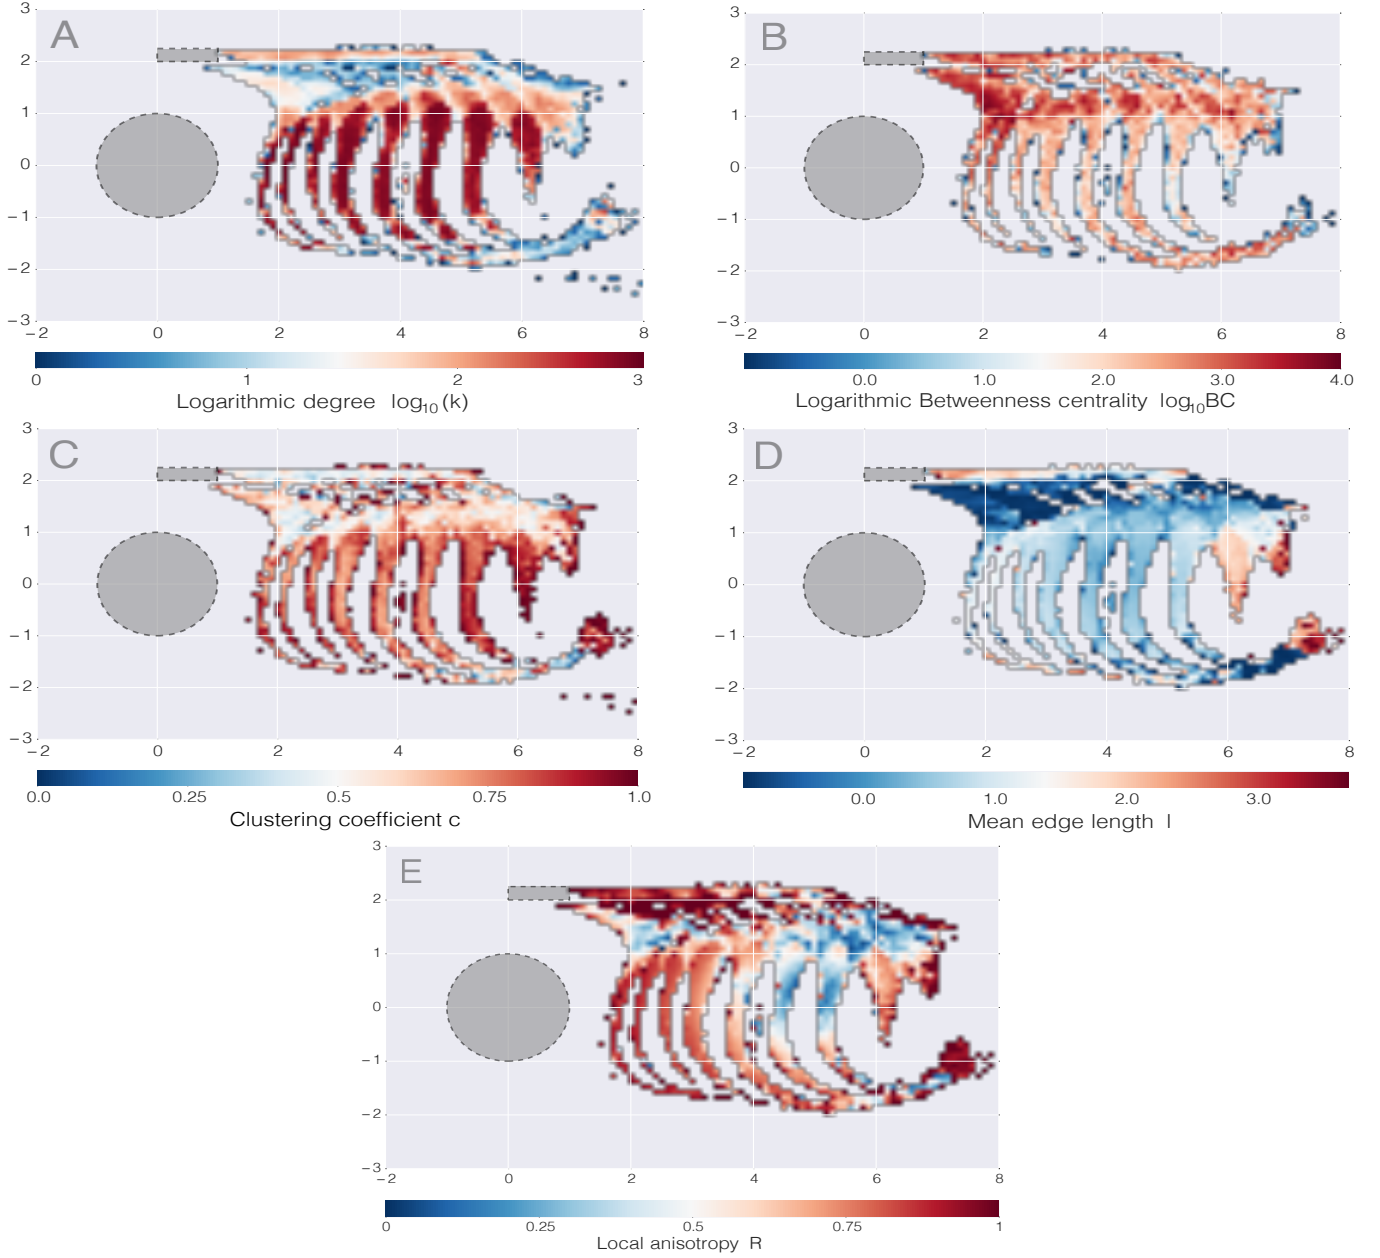 A
3
2
1
0
−1
−2
−3
−2 0 2 4 6 8
0 1 2 3
Logarithmic degree log10(k)
B
3
2
1
0
−1
−2
−3
−2 0 2 4 6 8
0.0 1.0 2.0 3.0 4.0
Logarithmic Betweenness centrality log10BC
C
3
2
1
0
−1
−2
−3
−2 0 2 4 6 8
0.0 0.25 0.5 0.75 1.0
Clustering coefficient c
D
3
2
1
0
−1
−2
−3
−2 0 2 4 6 8
0.0 1.0 2.0 3.0
Mean edge length l
E
3
2
1
0
−1
−2
−3
−2 0 2 4 6 8
0 0.25 0.5 0.75 1
Local anisotropy R